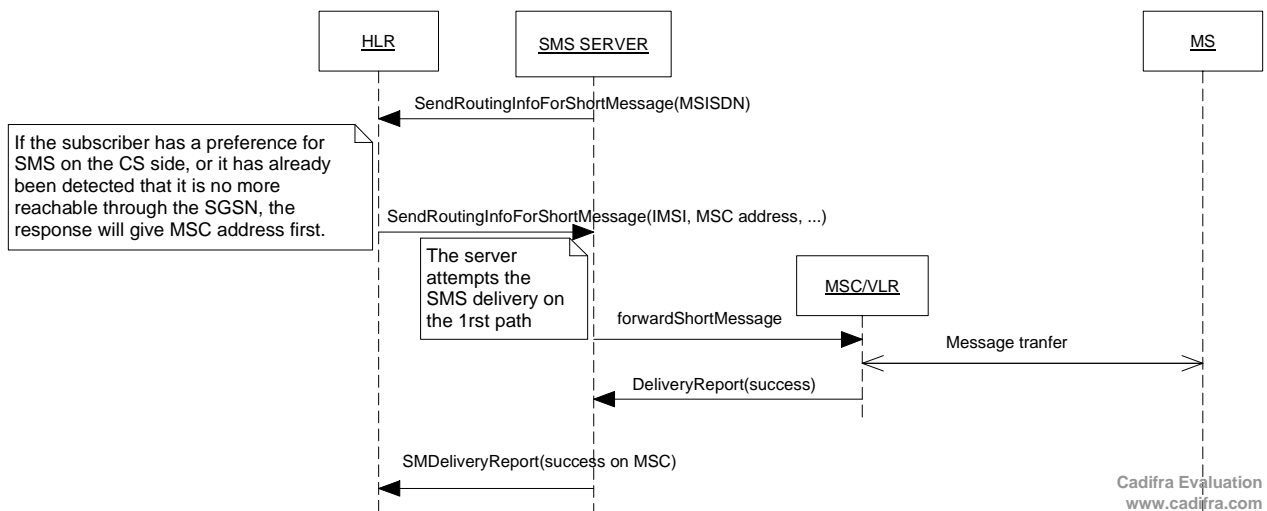 HLR
SMS SERVER
MS
SendRoutingInfoForShortMessage(MSISDN)
If the subscriber has a preference for
SMS on the CS side, or it has already
been detected that it is no more
reachable through the SGSN, the
response will give MSC address first.
SendRoutingInfoForShortMessage(IMSI, MSC address, ...)
The server
attempts the
SMS delivery on
the 1rst path
MSC/VLR
forwardShortMessage
Message tranfer
DeliveryReport(success)
SMDeliveryReport(success on MSC)
Cadifra Evaluation
www.cadifra.com